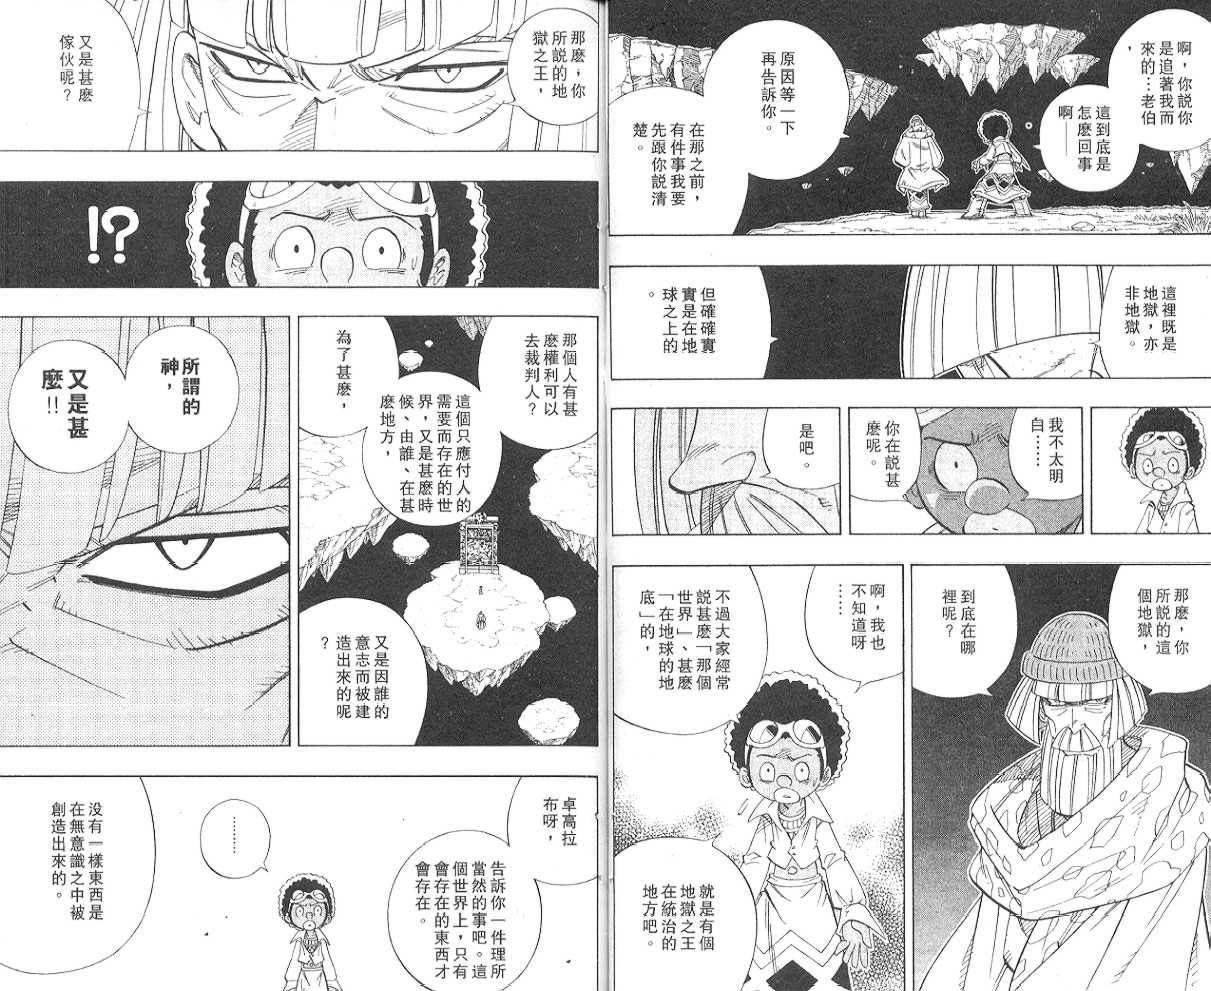 啊，你說你
是追著我而
來的…老伯
，
這到底是
怎麼回事
啊——
原因等一下
再告訴你。
在那之前，
有件事我要
先跟你說清
楚。
這裡既是
地獄，亦
非地獄。
但確確實
實是在地
球之上的
。
我不太明
白……
你在說甚
麼呢。
是吧。
那麼，你
所說的這
個地獄，
到底在哪
裡呢？
啊，我也
不知道呀
……
不過大家經常
說甚麼「那個
世界」、甚麼
「在地球的地
底」的，
就是有個
地獄之王
在統治的
地方吧。
那麼，你
所說的地
獄之王，
又是甚麼
傢伙呢？
!?
那個人有甚
麼權利可以
去裁判人？
為了甚麼，
這個只應付人的
需要而存在的世
界，又是甚麼時
候、由誰、在甚
麼地方，
又是因誰的
意志而被建
造出來的呢
？
所謂的
神，
又是甚
麼!!
卓高拉
布呀，
告訴你一件理所
當然的事吧。這
個世界上，只有
會存在的東西才
會存在。
………
没有一樣東西是
在無意識之中被
創造出來的。